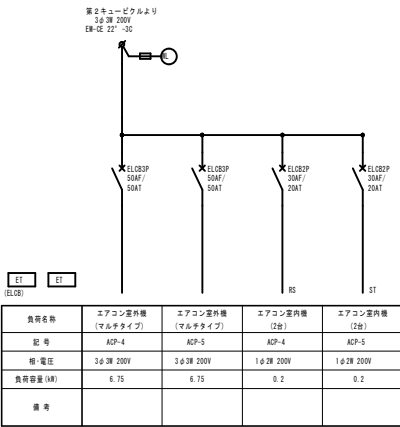 第2キュービクルより
3φ3W 200V
EM-CE 22°-3C
WL
ELCB3P
50AF/
50AT
ELCB3P
50AF/
50AT
ELCB2P
30AF/
20AT
ELCB2P
30AF/
20AT
ET ET
(ELCB)
RS ST
負荷名称 エアコン室外機 エアコン室外機 エアコン室内機 エアコン室内機
(マルチタイプ) (マルチタイプ) (2台) (2台)
記 号 ACP-4 ACP-5 ACP-4 ACP-5
相・電圧 3φ3W 200V 3φ3W 200V 1φ2W 200V 1φ2W 200V
負荷容量(kW) 6.75 6.75 0.2 0.2
備 考